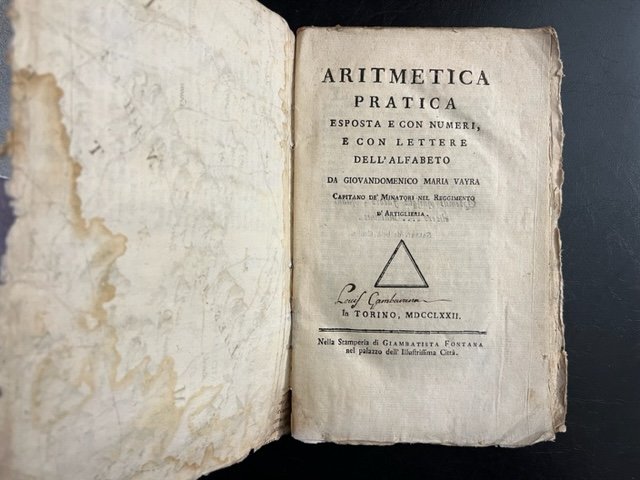 ARITMETICA
PRATICA
ESPOSTA E CON NUMERI,
E CON LETTERE
DELL'ALFABETO
DA GIOVANDOMENICO MARIA VAYRA
CAPITANO DE' MINATORI NEL REGGIMENTO
D'ARTIGLIERIA.
In TORINO, MDCCLXXII.
Nella Stamperia di GIAMBATISTA FONTANA
nel palazzo dell' Illustrissima Città.